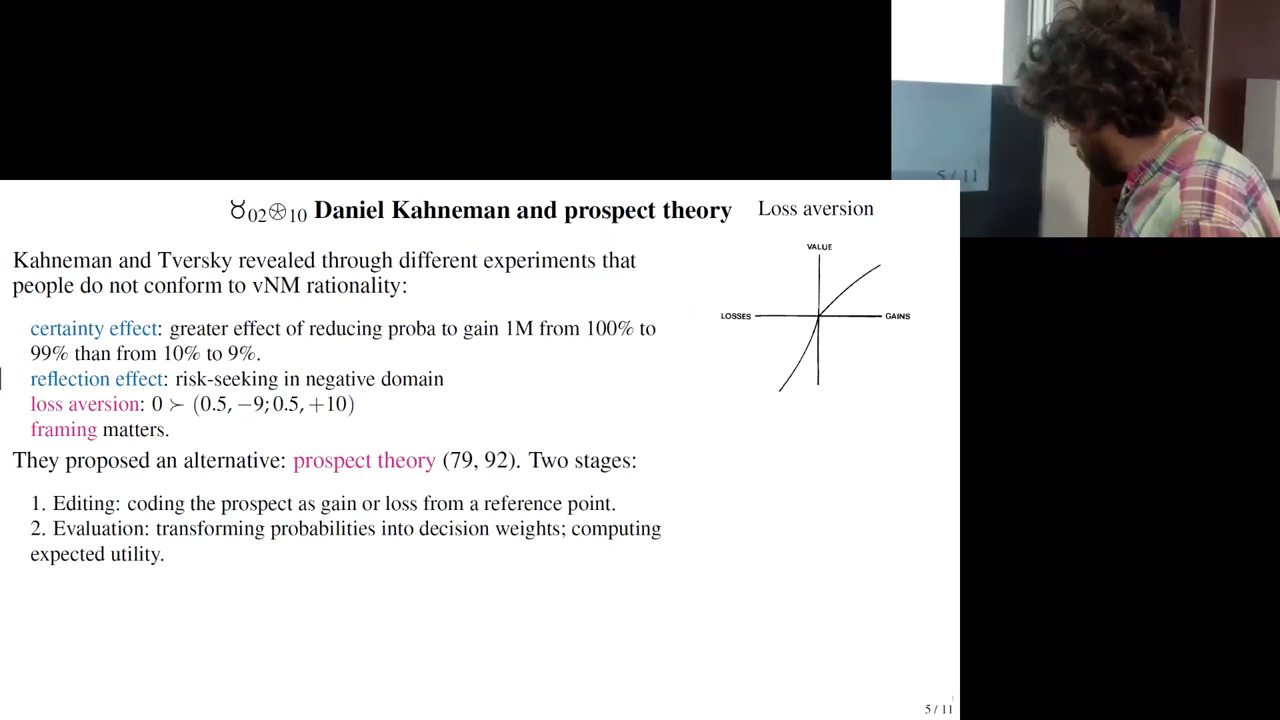 ♉02⊛10 Daniel Kahneman and prospect theory
Kahneman and Tversky revealed through different experiments that
people do not conform to vNM rationality:
certainty effect: greater effect of reducing proba to gain 1M from 100% to
99% than from 10% to 9%.
reflection effect: risk-seeking in negative domain
loss aversion: 0 ≻ (0.5, −9; 0.5, +10)
framing matters.
They proposed an alternative: prospect theory (79, 92). Two stages:
1. Editing: coding the prospect as gain or loss from a reference point.
2. Evaluation: transforming probabilities into decision weights; computing
expected utility.
Loss aversion
VALUE
LOSSES
GAINS
5 / 11
5 / 11